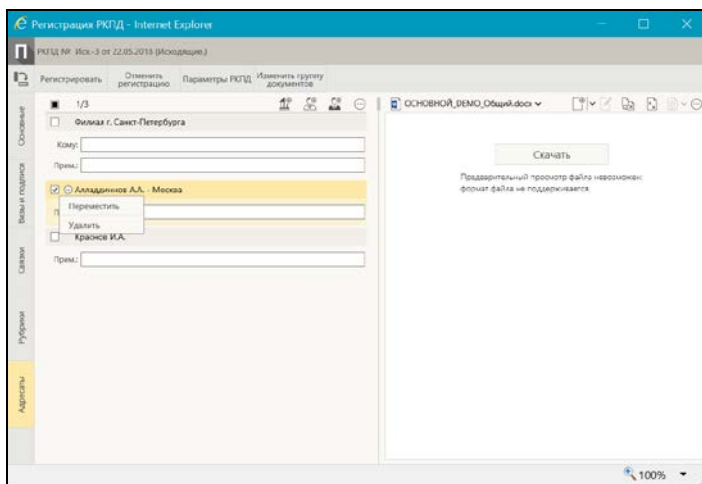 Регистрация РКПД - Internet Explorer
П
РКПД № Исх.-3 от 22.05.2018 (Исходящие.)
Регистрировать
Отменить регистрацию
Параметры РКПД
Изменить группу документов
Основные
Визы и подписи
Связки
Рубрики
Адресаты
1/3
Филиал г. Санкт-Петербурга
Кому:
Прим.:
Алладдиннов А.А. - Москва
Переместить
Удалить
Краснов И.А.
Прим.:
ОСНОВНОЙ_DEMO_Общий.docx
Скачать
Предварительный просмотр файла невозможен:
формат файла не поддерживается
100%